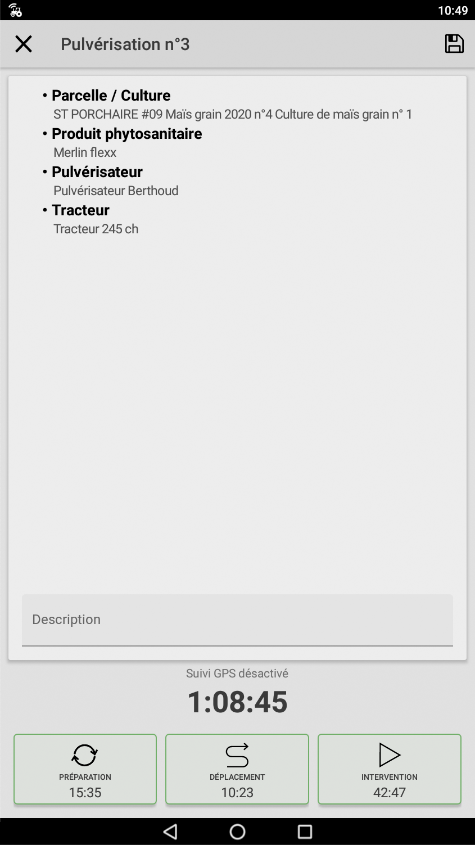 10:49
Pulvérisation n°3
• Parcelle / Culture
ST PORCHAIRE #09 Maïs grain 2020 n°4 Culture de maïs grain n° 1
• Produit phytosanitaire
Merlin flexx
• Pulvérisateur
Pulvérisateur Berthoud
• Tracteur
Tracteur 245 ch
Description
Suivi GPS désactivé
1:08:45
PRÉPARATION
15:35
DÉPLACEMENT
10:23
INTERVENTION
42:47